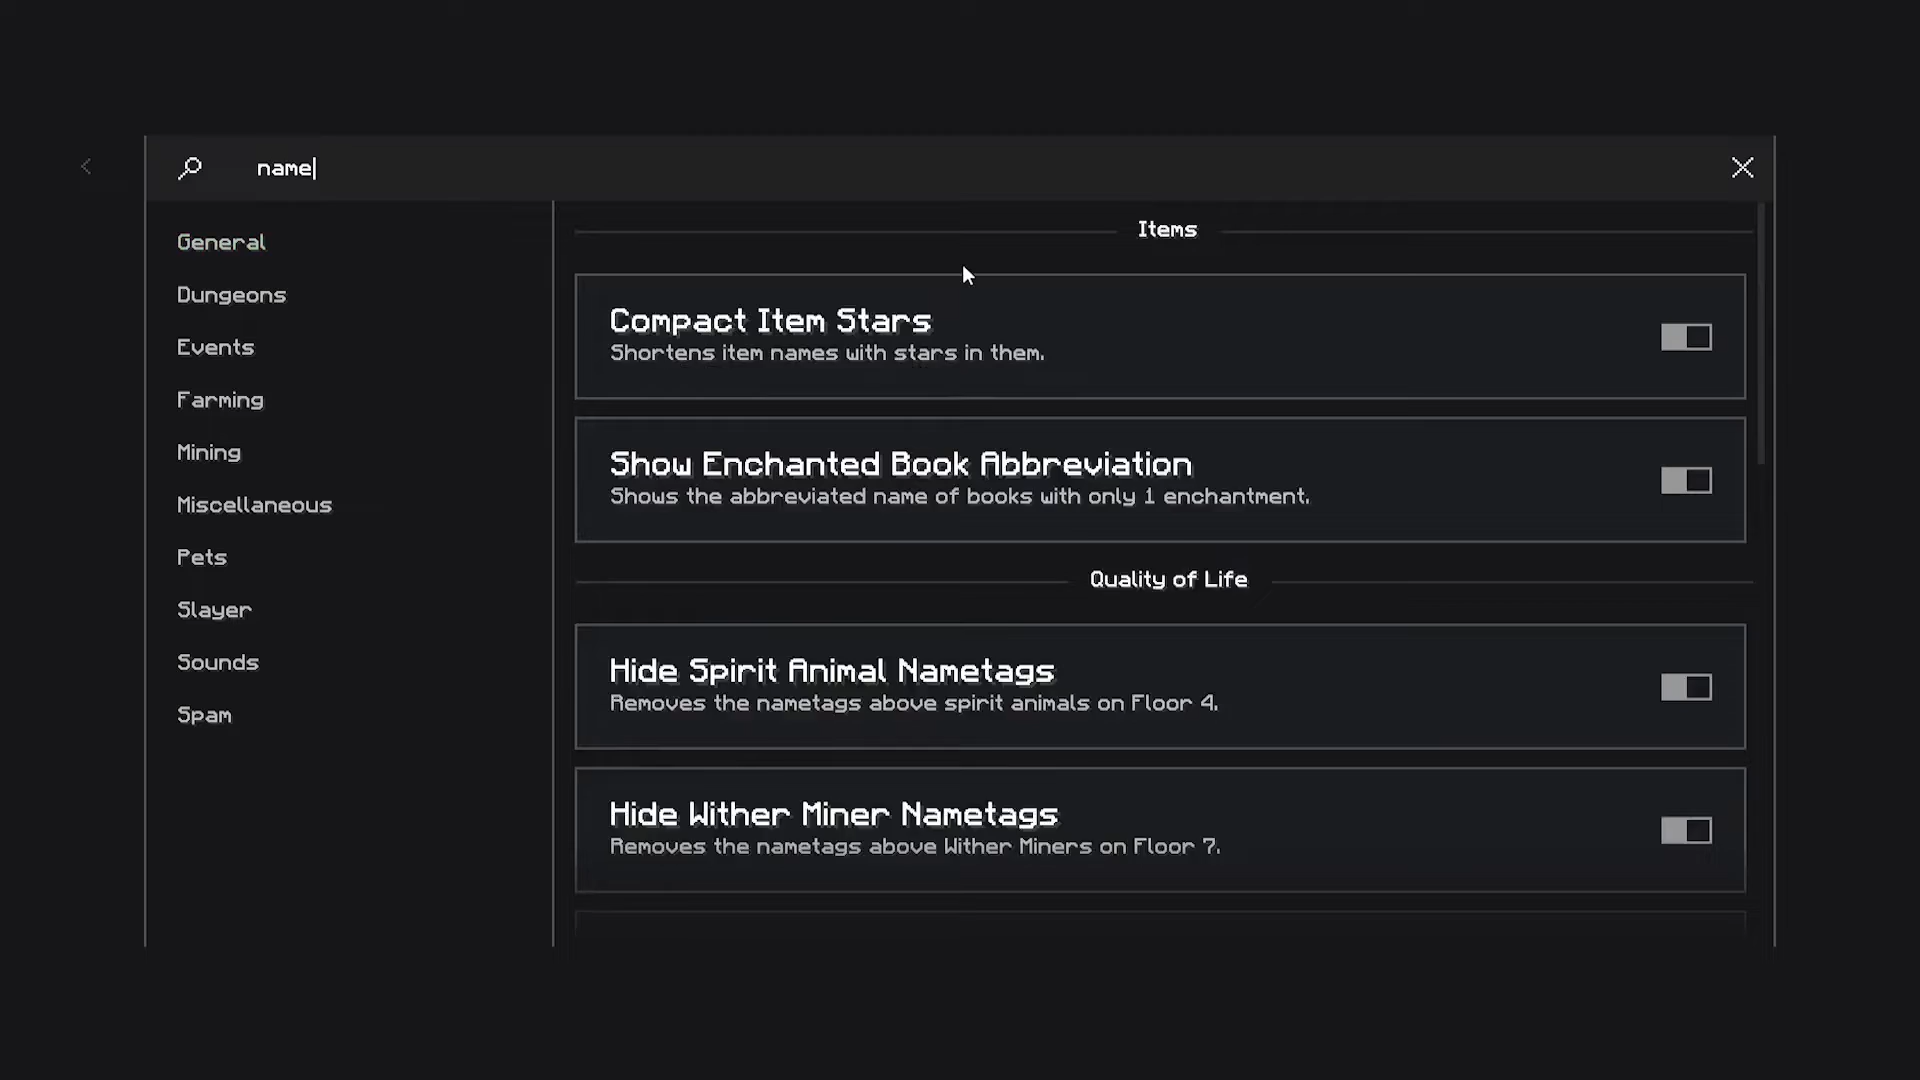 name
General
Dungeons
Events
Farming
Mining
Miscellaneous
Pets
Slayer
Sounds
Spam
Items
Compact Item Stars
Shortens item names with stars in them.
Show Enchanted Book Abbreviation
Shows the abbreviated name of books with only 1 enchantment.
Quality of Life
Hide Spirit Animal Nametags
Removes the nametags above spirit animals on Floor 4.
Hide Wither Miner Nametags
Removes the nametags above Wither Miners on Floor 7.